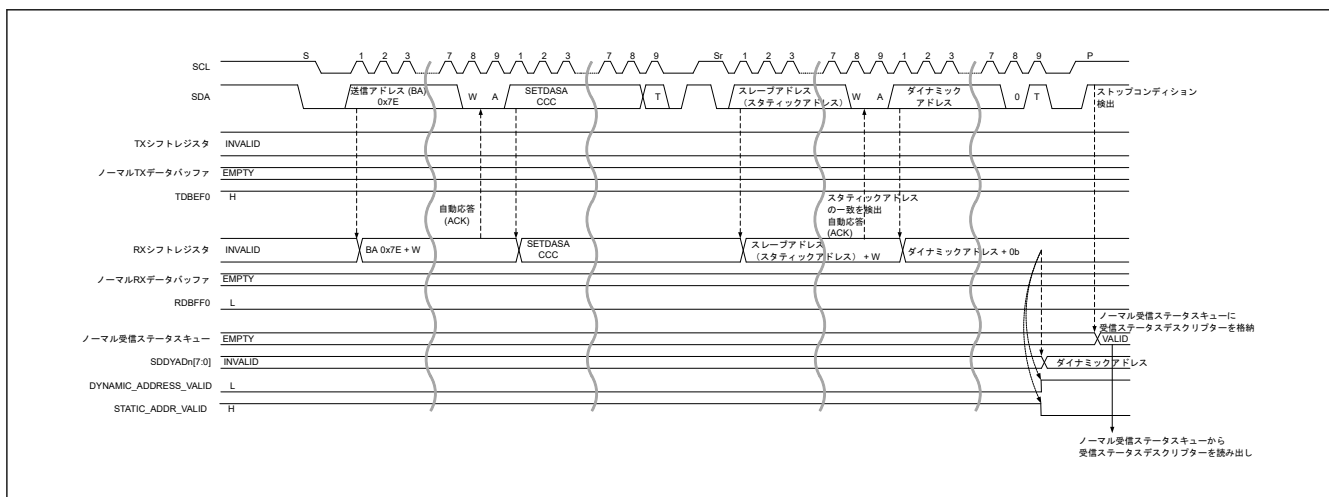 S 1 2 3 7 8 9 1 2 3 7 8 9 Sr 1 2 3 7 8 9 1 2 3 7 8 9 P
SCL
送信アドレス (BA)
0x7E
W A
SETDASA
CCC
T
スレーブアドレス
(スタティックアドレス)
W A
ダイナミック
アドレス
0 T
ストップコンディション
検出
SDA
TXシフトレジスタ INVALID
ノーマルTXデータバッファ EMPTY
TDBEF0 H
自動応答
(ACK)
スタティックアドレス
の一致を検出
自動応答
(ACK)
RXシフトレジスタ INVALID
BA 0x7E + W
SETDASA
CCC
スレーブアドレス
(スタティックアドレス) + W
ダイナミックアドレス + 0b
ノーマルRXデータバッファ EMPTY
RDBFF0 L
ノーマル受信ステータスキューに
受信ステータスデスクリプターを格納
ノーマル受信ステータスキュー EMPTY
VALID
SDDYADn[7:0] INVALID
ダイナミックアドレス
DYNAMIC_ADDRESS_VALID L
STATIC_ADDR_VALID H
ノーマル受信ステータスキューから
受信ステータスデスクリプターを読み出し